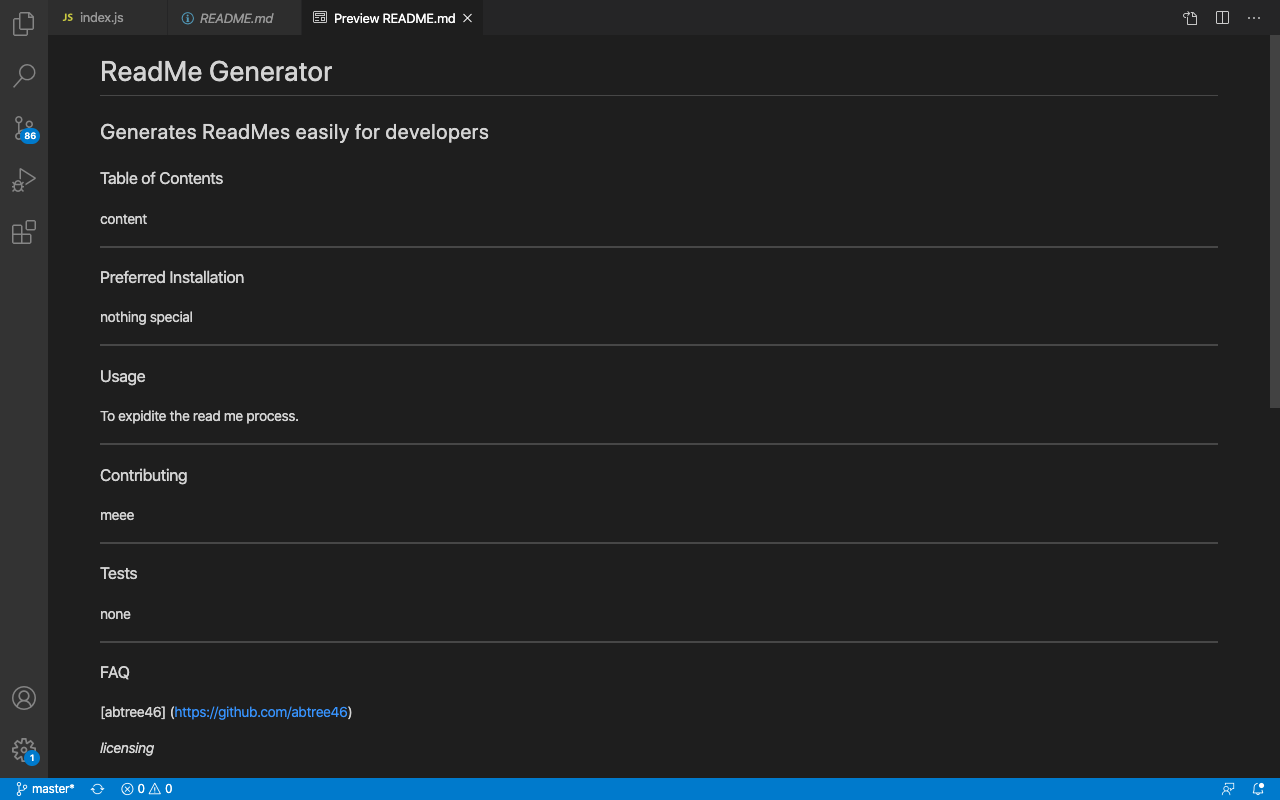 JS index.js
README.md
Preview README.md
ReadMe Generator
Generates ReadMes easily for developers
Table of Contents
content
Preferred Installation
nothing special
Usage
To expidite the read me process.
Contributing
meee
Tests
none
FAQ
[abtree46] (https://github.com/abtree46)
licensing
86
1
master* 0 0